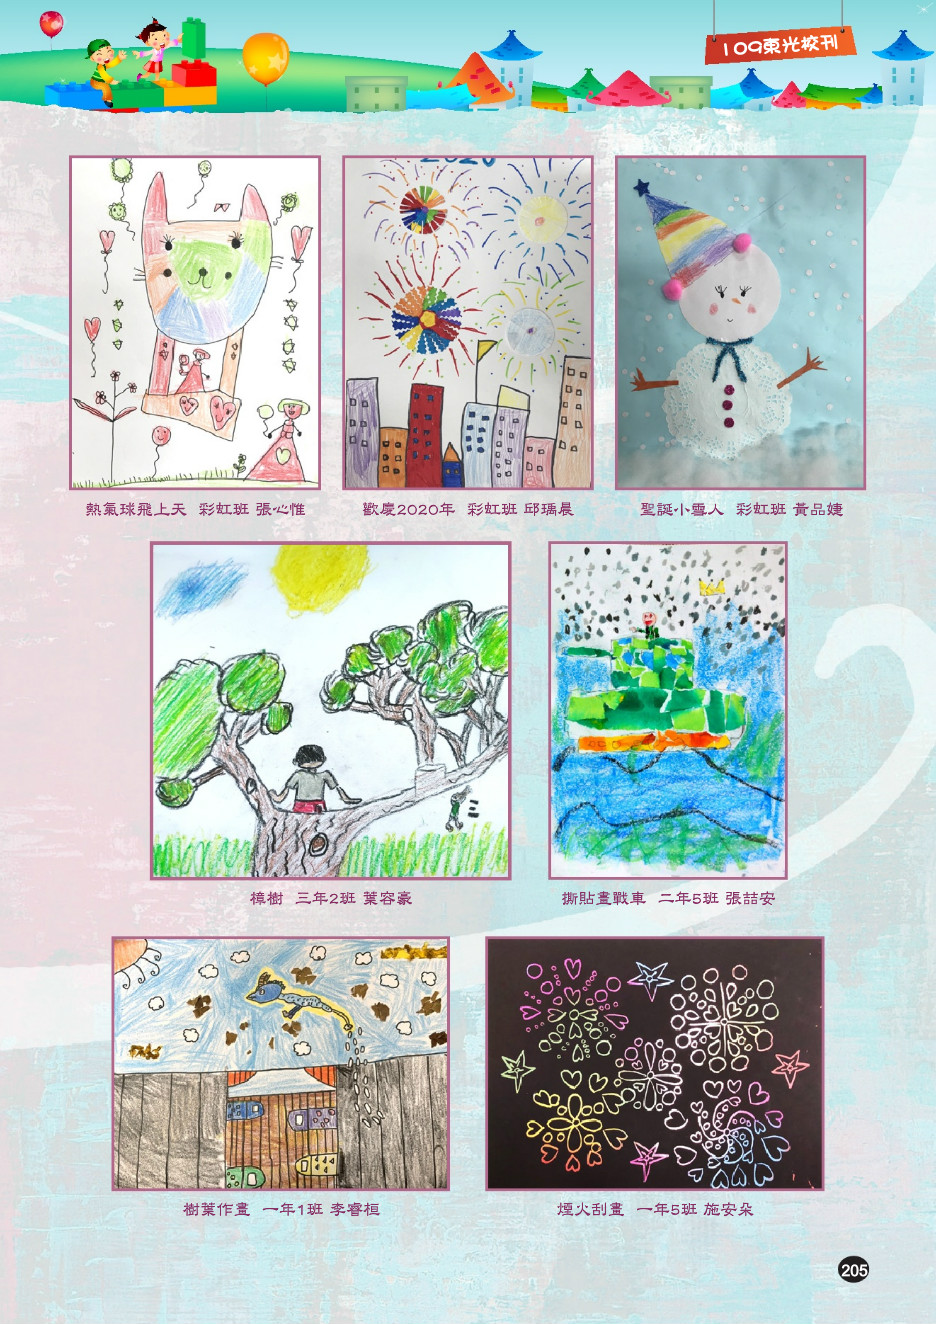 109東光校刊
2020
熱氣球飛上天 彩虹班 張心惟
歡慶2020年 彩虹班 邱瑀晨
聖誕小雪人 彩虹班 黃品婕
樟樹 三年2班 葉容豪
撕貼畫戰車 二年5班 張喆安
樹葉作畫 一年1班 李睿桓
煙火刮畫 一年5班 施安朵
205